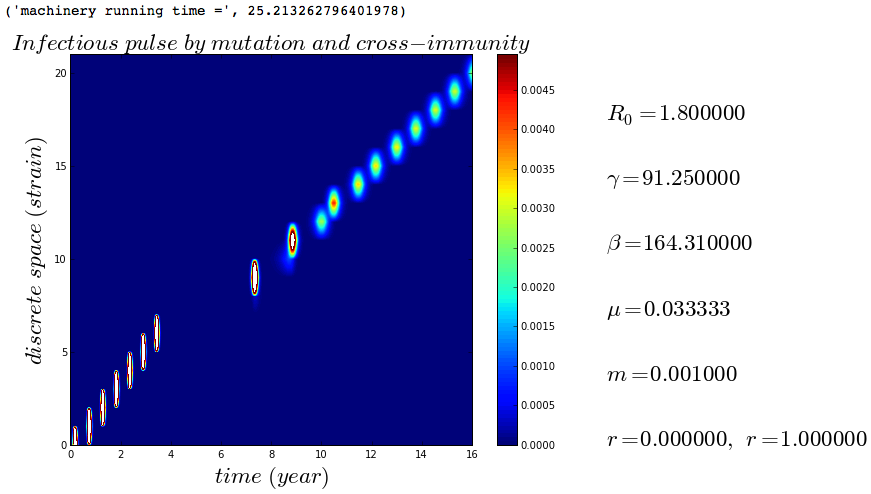 ('machinery running time =', 25.213262796401978)
Infectious pulse by mutation and cross−immunity
discrete space (strain)
20
15
10
5
0
0 2 4 6 8 10 12 14 16
time (year)
0.0045
0.0040
0.0035
0.0030
0.0025
0.0020
0.0015
0.0010
0.0005
0.0000
R₀ = 1.800000
γ = 91.250000
β = 164.310000
μ = 0.033333
m = 0.001000
r = 0.000000, r = 1.000000